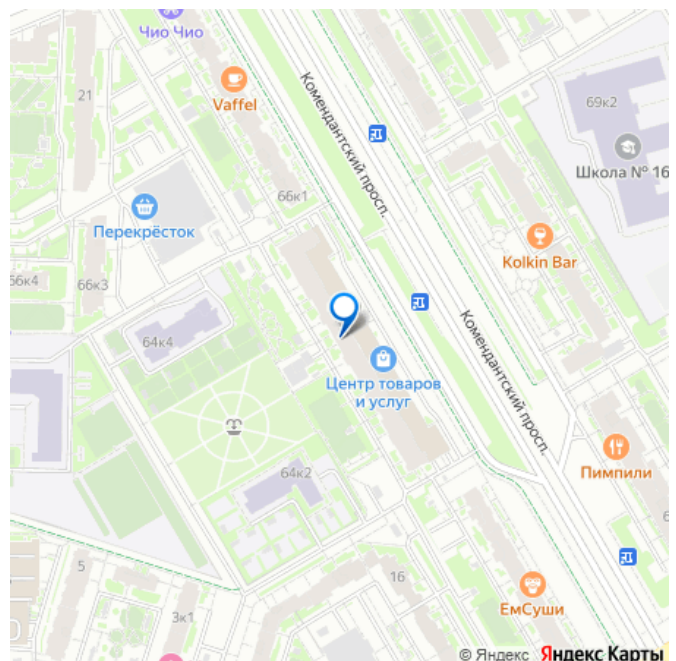 Чио Чио
Vaffel
21
Комендантский просп.
69к2
Школа № 16
66к1
Перекрёсток
Kolkin Bar
66к4
66к3
Комендантский просп.
64к4
Центр товаров
и услуг
Пимпили
64к2
5
16
ЕмСуши
3к1
© Яндекс Яндекс Карты